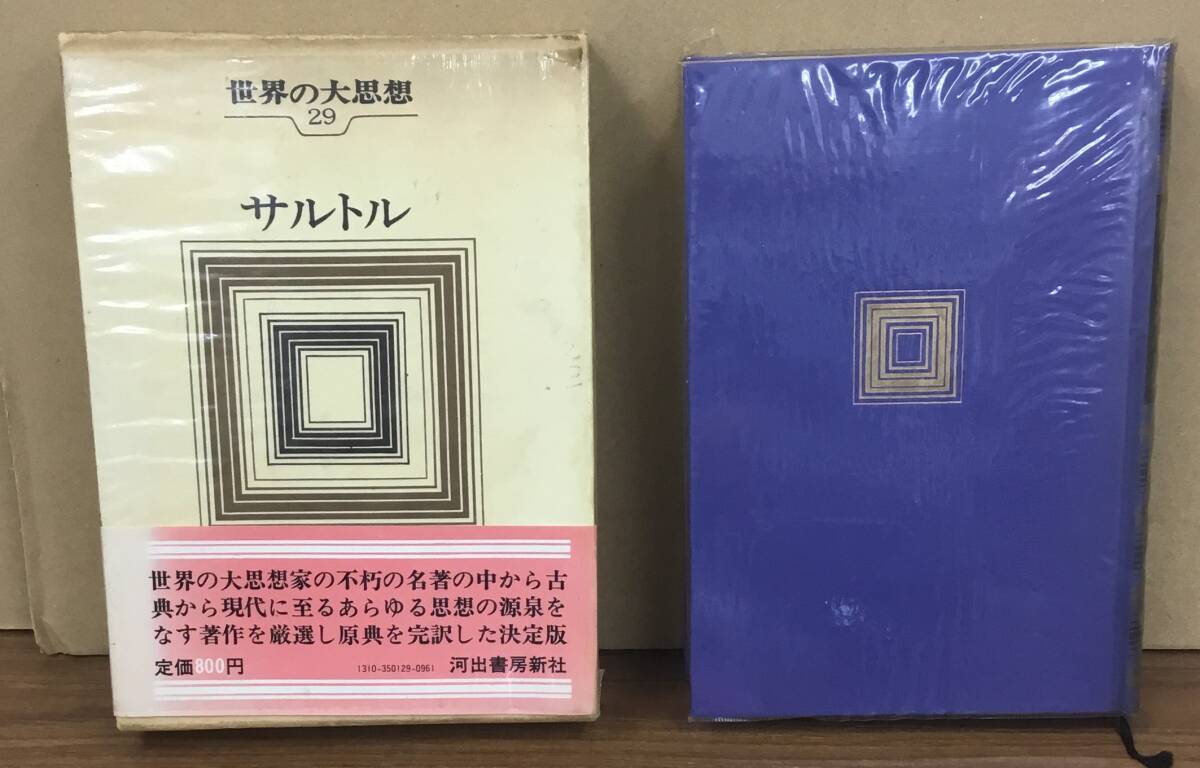 世界の大思想
29
サルトル
世界の大思想家の不朽の名著の中から古
典から現代に至るあらゆる思想の源泉を
なす著作を厳選し原典を完訳した決定版
定価800円 1310-350129-0961 河出書房新社